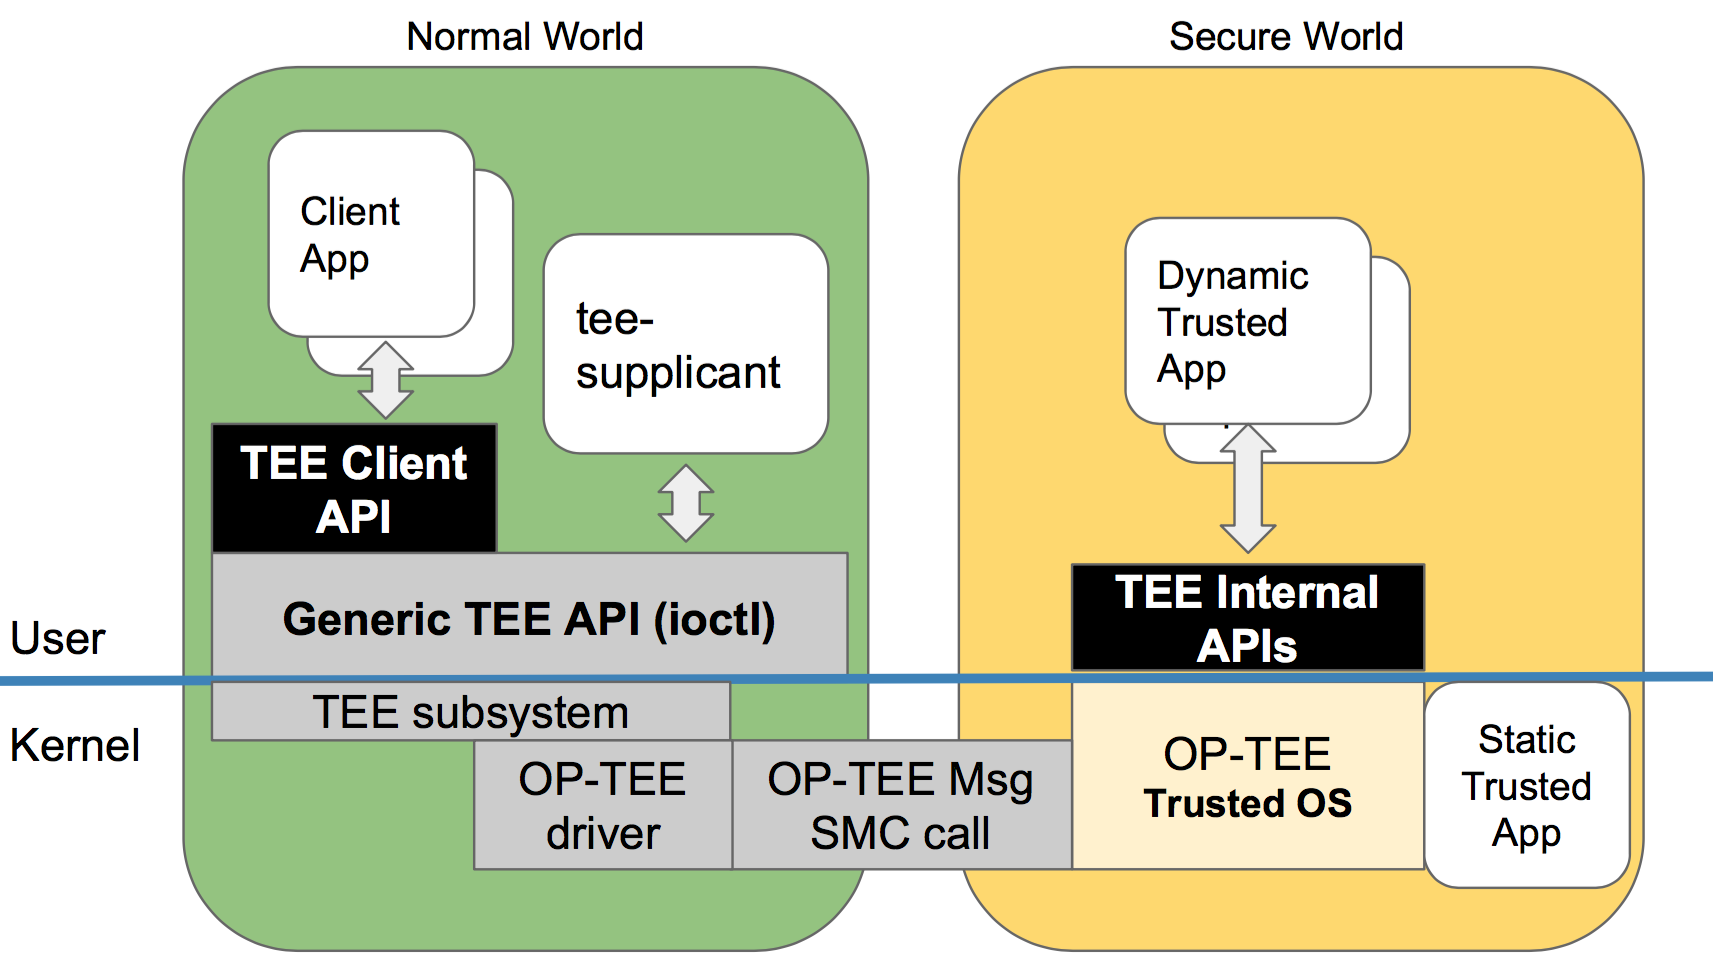 Normal World
Secure World
Client
App
tee-
supplicant
Dynamic
Trusted
App
TEE Client
API
Generic TEE API (ioctl)
TEE Internal
APIs
User
Kernel
TEE subsystem
OP-TEE
driver
OP-TEE Msg
SMC call
OP-TEE
Trusted OS
Static
Trusted
App